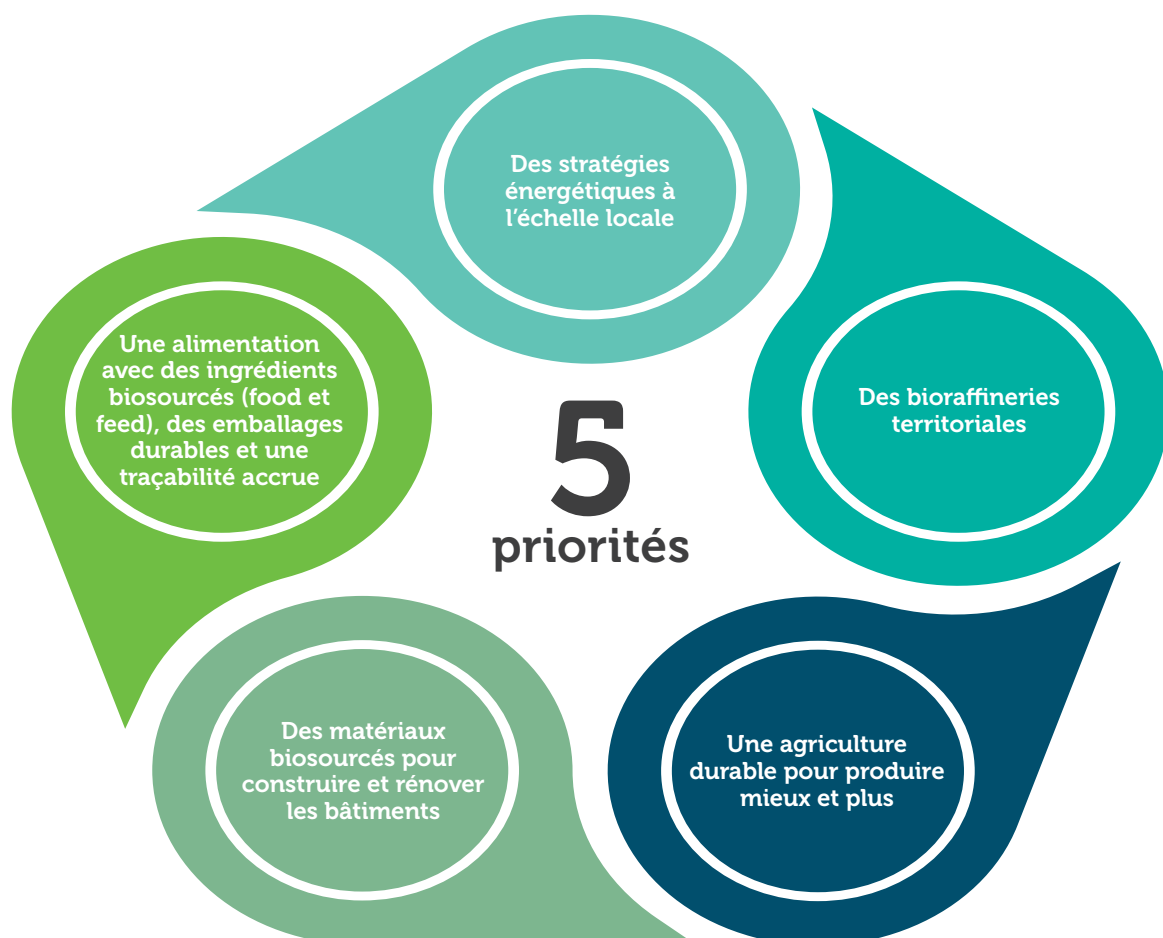 Des stratégies
énergétiques à
l’échelle locale
Une alimentation
avec des ingrédients
biosourcés (food et
feed), des emballages
durables et une
traçabilité accrue
Des bioraffineries
territoriales
5
priorités
Des matériaux
biosourcés pour
construire et rénover
les bâtiments
Une agriculture
durable pour produire
mieux et plus